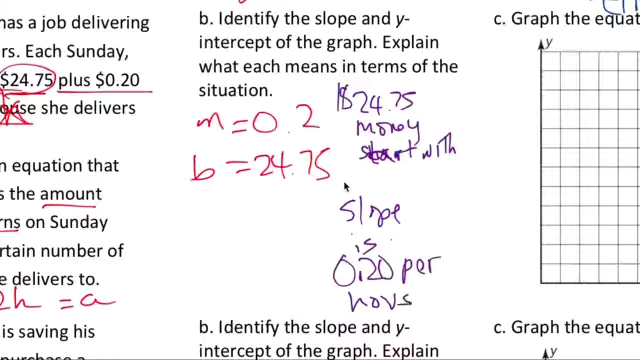 has a job delivering
rs. Each Sunday,
$24.75 plus $0.20
ouse she delivers
n equation that
s the amount
rns on Sunday
rtain number of
e delivers to.
2h = a
is saving his
b. Identify the slope and y-
intercept of the graph. Explain
what each means in terms of the
situation.
m = 0.2
b = 24.75
$24.75
money
start with
slope
is
0.20 per
hous
b. Identify the slope and y-
intercept of the graph. Explain
c. Graph the equat
y
c. Graph the equat
y